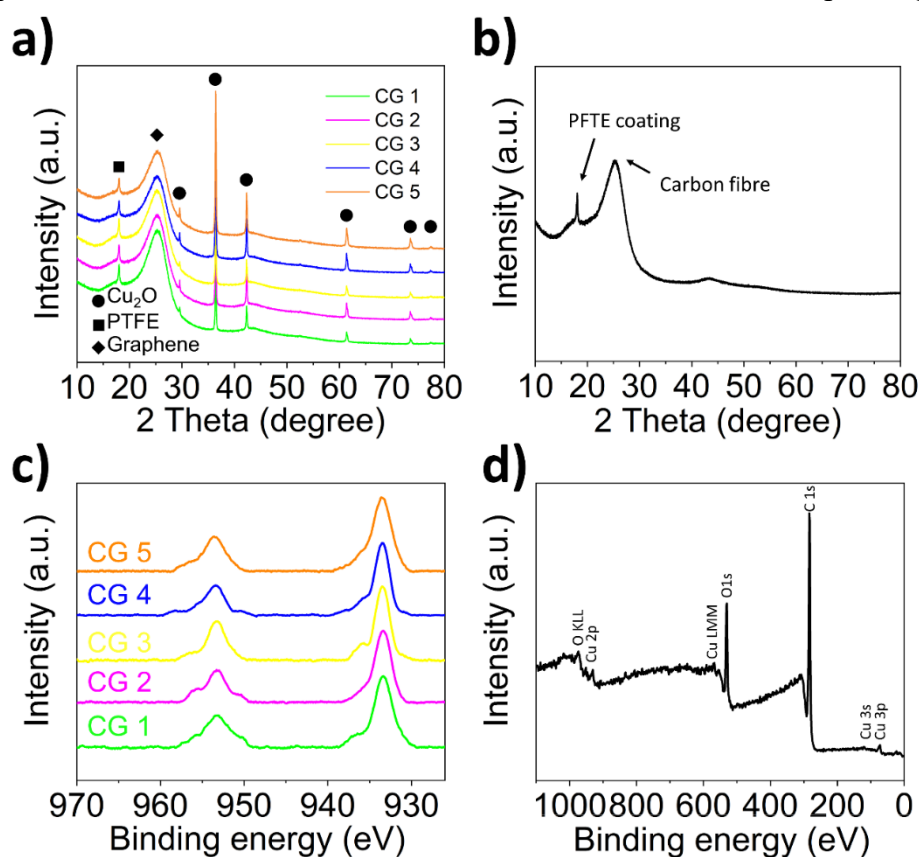 a)
Intensity (a.u.)
CG 1
CG 2
CG 3
CG 4
CG 5
Cu₂O
PTFE
Graphene
10 20 30 40 50 60 70 80
2 Theta (degree)
b)
Intensity (a.u.)
PFTE coating
Carbon fibre
10 20 30 40 50 60 70 80
2 Theta (degree)
c)
Intensity (a.u.)
CG 5
CG 4
CG 3
CG 2
CG 1
970 960 950 940 930
Binding energy (eV)
d)
Intensity (a.u.)
O KLL
Cu 2p
Cu LMM
O1s
C 1s
Cu 3s
Cu 3p
1000 800 600 400 200 0
Binding energy (eV)